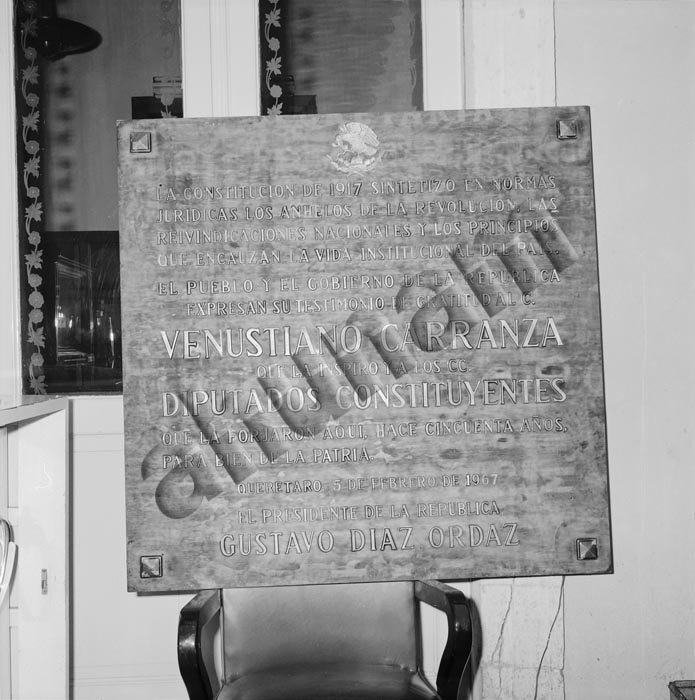 LA CONSTITUCION DE 1917 SINTETIZO EN NORMAS
JURIDICAS LOS ANHELOS DE LA REVOLUCION, LAS
REIVINDICACIONES NACIONALES Y LOS PRINCIPIOS
QUE ENCAUZAN LA VIDA INSTITUCIONAL DEL PAIS.
EL PUEBLO Y EL GOBIERNO DE LA REPUBLICA
EXPRESAN SU TESTIMONIO DE GRATITUD AL C.
VENUSTIANO CARRANZA
QUE LA INSPIRO Y A LOS CC.
DIPUTADOS CONSTITUYENTES
QUE LA FORJARON AQUI, HACE CINCUENTA AÑOS,
PARA BIEN DE LA PATRIA.
QUERETARO, 5 DE FEBRERO DE 1967
EL PRESIDENTE DE LA REPUBLICA
GUSTAVO DIAZ ORDAZ